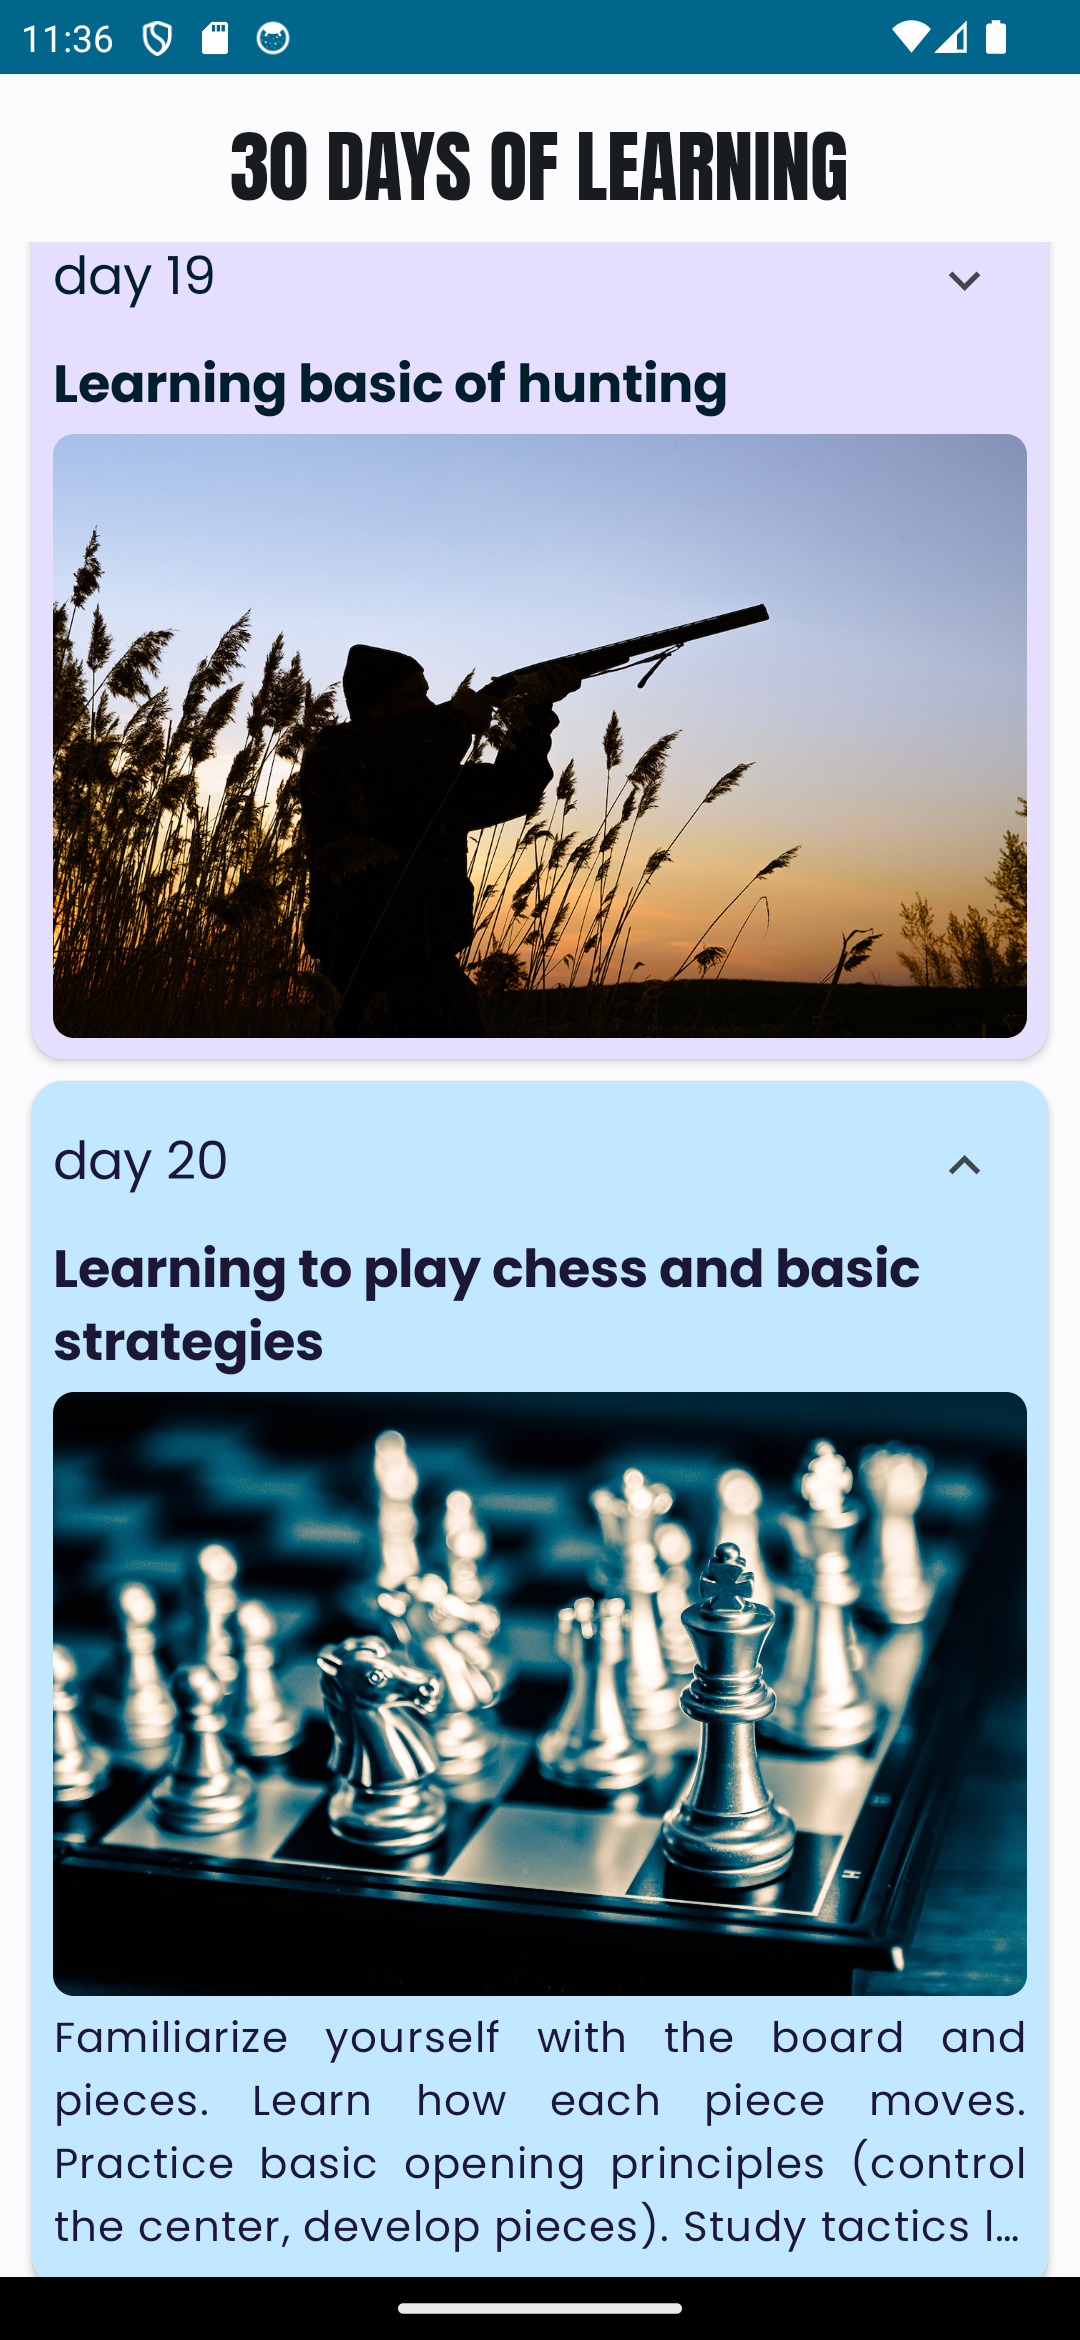 11:36
30 DAYS OF LEARNING
day 19
Learning basic of hunting
day 20
Learning to play chess and basic
strategies
H
Familiarize yourself with the board and
pieces. Learn how each piece moves.
Practice basic opening principles (control
the center, develop pieces). Study tactics l...